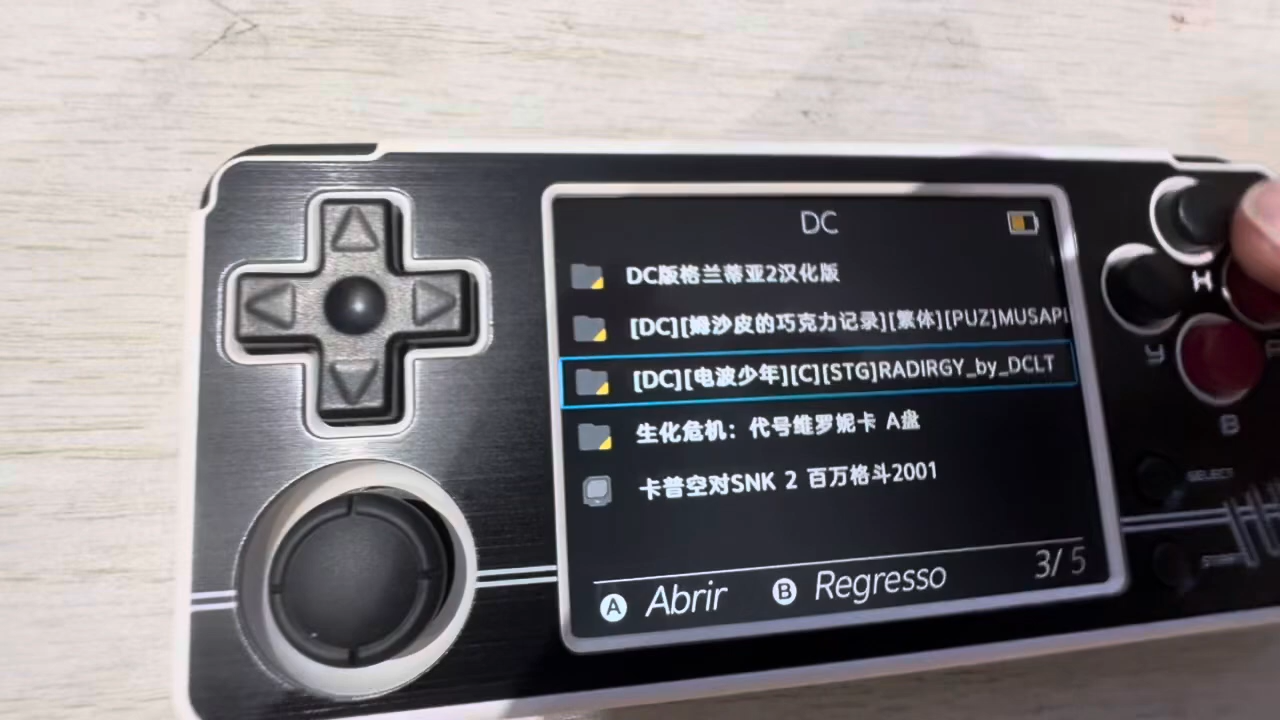 DC
DC版格兰蒂亚2汉化版
[DC][姆沙皮的巧克力记录][繁体][PUZ]MUSAPI
[DC][电波少年][C][STG]RADIRGY_by_DCLT
生化危机：代号维罗妮卡 A盘
卡普空对SNK 2 百万格斗2001
3/5
A Abrir B Regresso
X
Y
B
SELECT
START